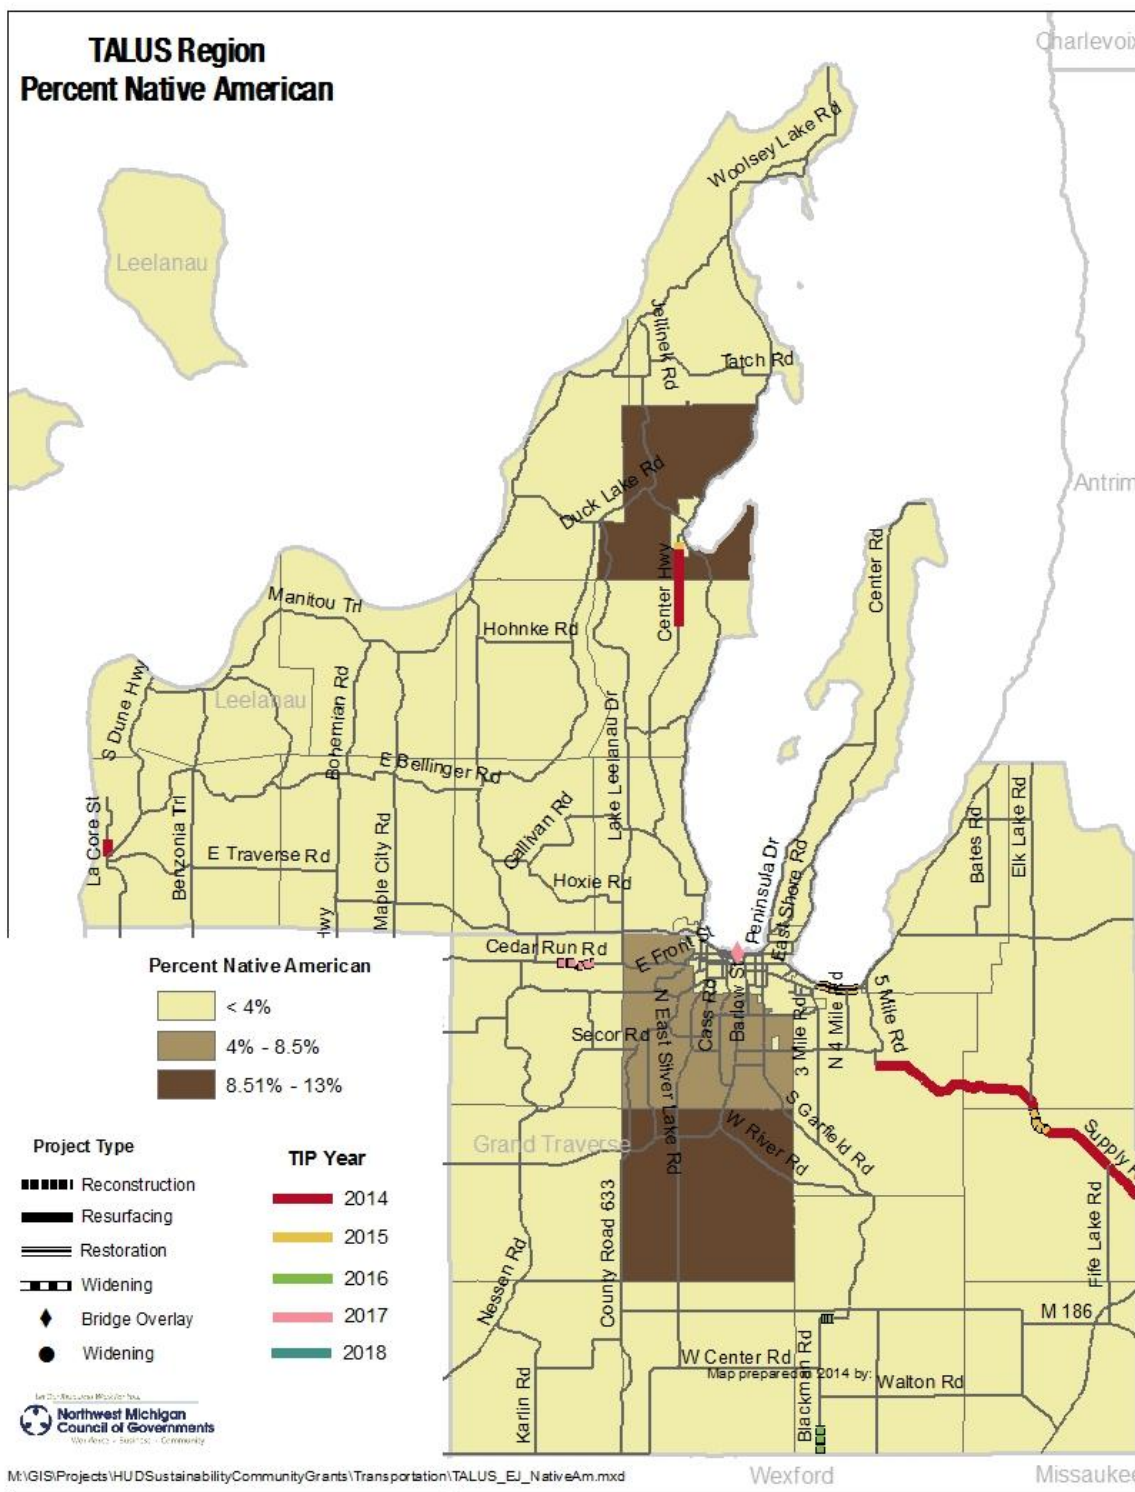 TALUS Region
Percent Native American
Charlevoix
Woolsey Lake Rd
Leelanau
Jellinek Rd
Tatch Rd
Duck Lake Rd
Antrim
Center Hwy
Center Rd
Manitou Trl
Hohnke Rd
S Dune Hwy
Leelanau
Bohemian Rd
Lake Leelanau Dr
E Bellinger Rd
La Core St
Benzonia Trl
E Traverse Rd
Maple City Rd
Gallivan Rd
Hoxie Rd
Peninsula Dr
East Shore Rd
Bates Rd
Elk Lake Rd
Hwy
Cedar Run Rd
E Front St
N East Silver Lake Rd
Cass Rd
Barlow St
3 Mile Rd
N 4 Mile Rd
5 Mile Rd
Secor Rd
Percent Native American
< 4%
4% - 8.5%
8.51% - 13%
S Garfield Rd
W River Rd
Supply R
Grand Traverse
Nessen Rd
County Road 633
Fife Lake Rd
Project Type
Reconstruction
Resurfacing
Restoration
Widening
Bridge Overlay
Widening
TIP Year
2014
2015
2016
2017
2018
M 186
W Center Rd
Map prepared 2014 by:
Walton Rd
Blackman Rd
Karlin Rd
Northwest Michigan
Council of Governments
Workforce - Business - Community
M:\GIS\Projects\HUDSustainabilityCommunityGrants\Transportation\TALUS_EJ_NativeAm.mxd
Wexford
Missaukee